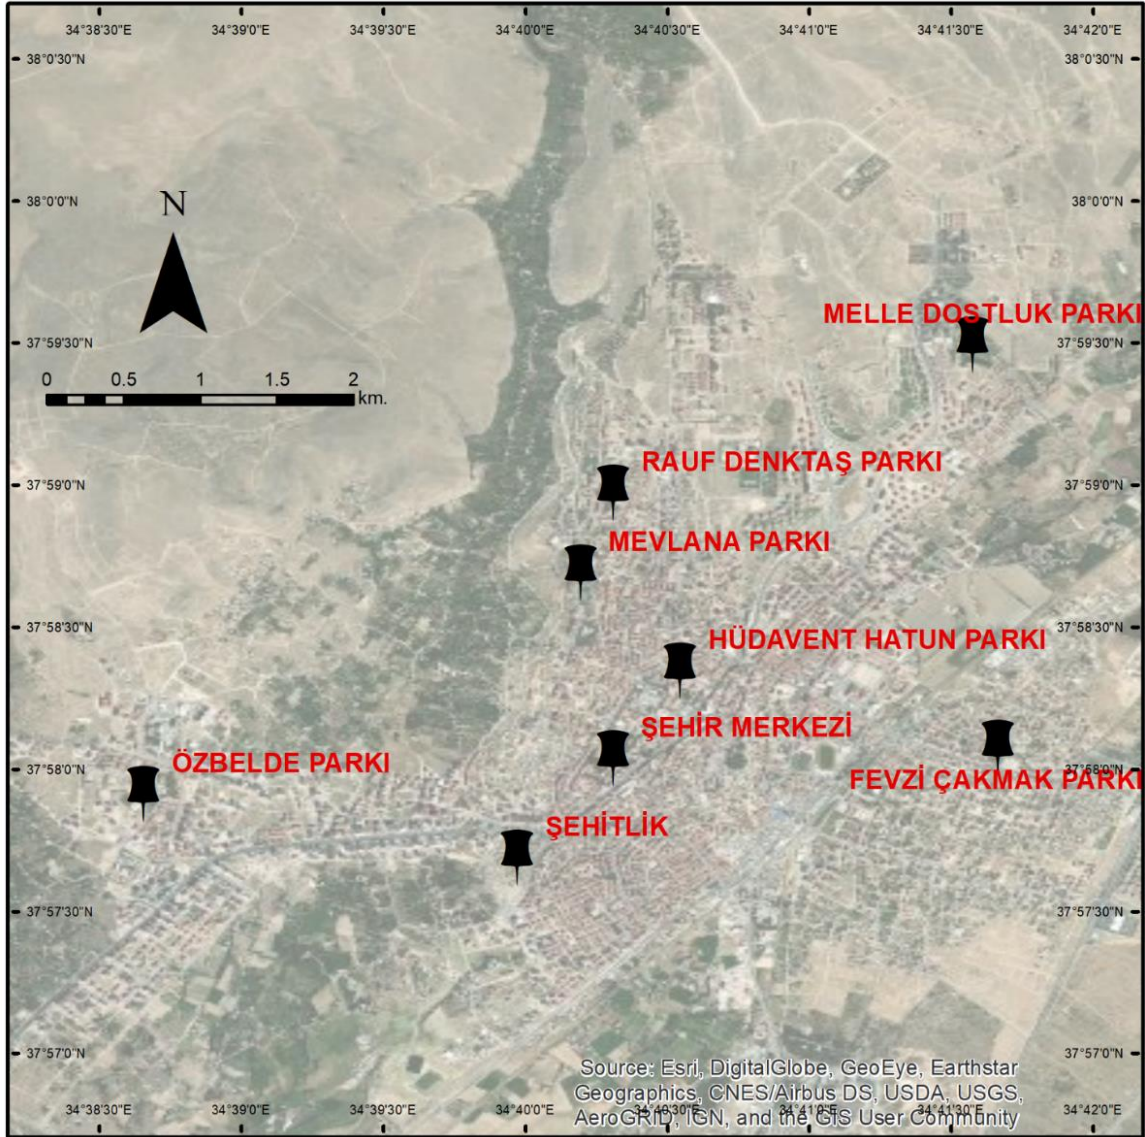 34°38'30"E 34°39'0"E 34°39'30"E 34°40'0"E 34°40'30"E 34°41'0"E 34°41'30"E 34°42'0"E
38°0'30"N 38°0'30"N
N
38°0'0"N 38°0'0"N
MELLE DOSTLUK PARKI
37°59'30"N 37°59'30"N
0 0.5 1 1.5 2
km.
RAUF DENKTAŞ PARKI
37°59'0"N 37°59'0"N
MEVLANA PARKI
37°58'30"N 37°58'30"N
HÜDAVENT HATUN PARKI
ŞEHİR MERKEZİ
ÖZBELDE PARKI
37°58'0"N 37°58'0"N
FEVZİ ÇAKMAK PARKI
ŞEHİTLİK
37°57'30"N 37°57'30"N
37°57'0"N 37°57'0"N
Source: Esri, DigitalGlobe, GeoEye, Earthstar
Geographics, CNES/Airbus DS, USDA, USGS,
AeroGRID, IGN, and the GIS User Community
34°38'30"E 34°39'0"E 34°39'30"E 34°40'0"E 34°40'30"E 34°41'0"E 34°41'30"E 34°42'0"E